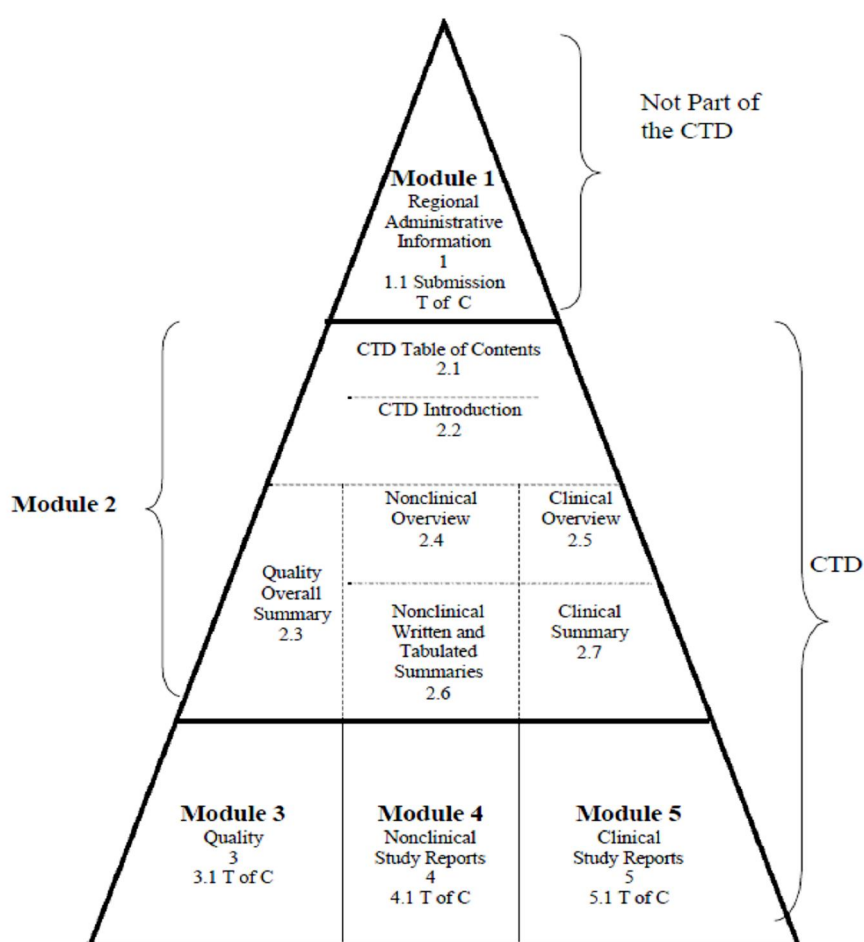 Not Part of
the CTD
Module 1
Regional
Administrative
Information
1
1.1 Submission
T of C
CTD Table of Contents
2.1
CTD Introduction
2.2
Module 2
Nonclinical
Overview
2.4
Clinical
Overview
2.5
CTD
Quality
Overall
Summary
2.3
Nonclinical
Written and
Tabulated
Summaries
2.6
Clinical
Summary
2.7
Module 3
Quality
3
3.1 T of C
Module 4
Nonclinical
Study Reports
4
4.1 T of C
Module 5
Clinical
Study Reports
5
5.1 T of C